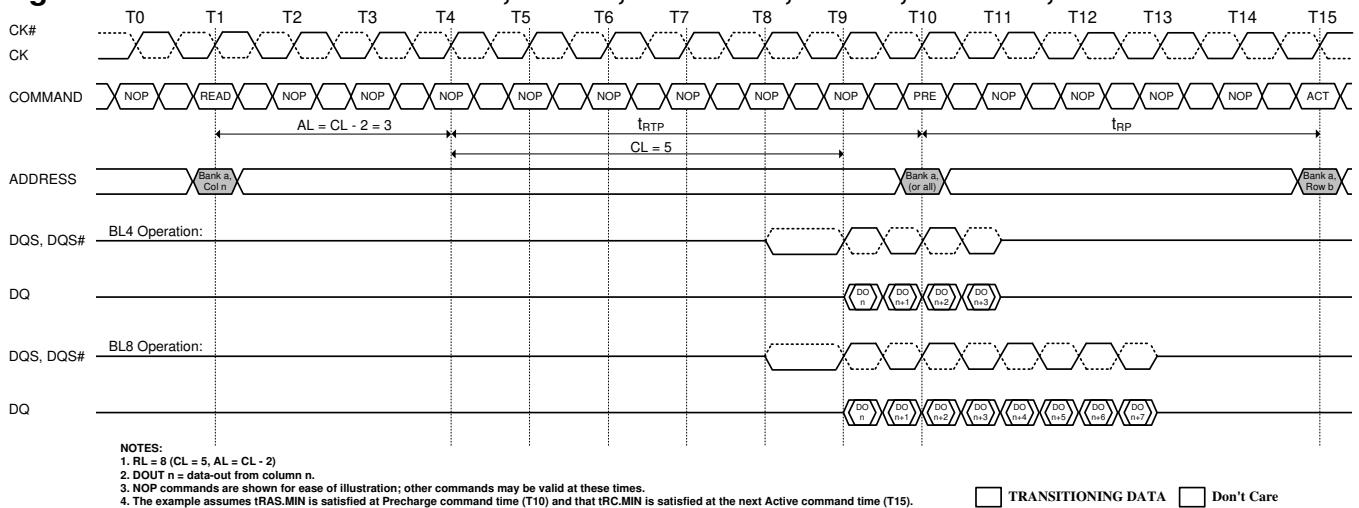 T0 T1 T2 T3 T4 T5 T6 T7 T8 T9 T10 T11 T12 T13 T14 T15
CK#
CK
COMMAND NOP READ NOP NOP NOP NOP NOP NOP NOP NOP PRE NOP NOP NOP NOP ACT
AL = CL - 2 = 3 tRTP tRP
CL = 5
ADDRESS
Bank a, Col n
Bank a, (or all)
Bank a, Row b
BL4 Operation:
DQS, DQS#
DQ DO n DO n+1 DO n+2 DO n+3
BL8 Operation:
DQS, DQS#
DQ DO n DO n+1 DO n+2 DO n+3 DO n+4 DO n+5 DO n+6 DO n+7
NOTES:
1. RL = 8 (CL = 5, AL = CL - 2)
2. DOUT n = data-out from column n.
3. NOP commands are shown for ease of illustration; other commands may be valid at these times.
4. The example assumes tRAS.MIN is satisfied at Precharge command time (T10) and that tRC.MIN is satisfied at the next Active command time (T15).
TRANSITIONING DATA Don't Care